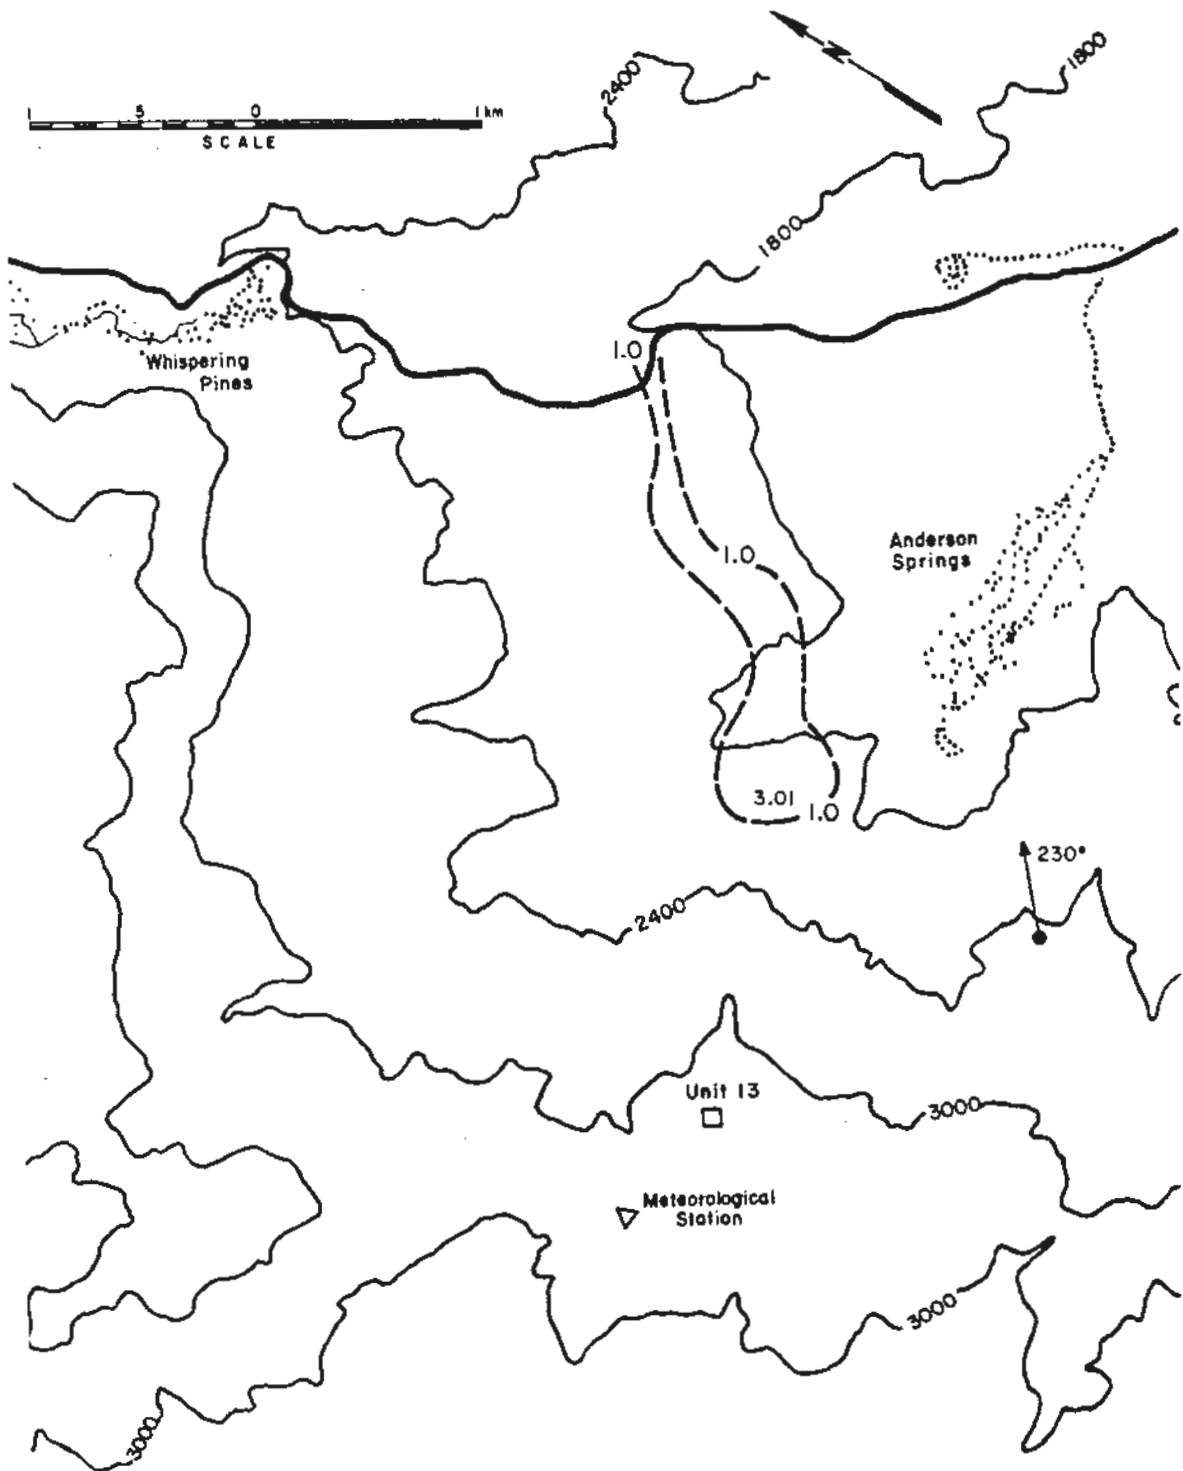 N
1800
2400
1 .5 0 1 km
SCALE
1800
1.0
Whispering
Pines
Anderson
Springs
1.0
3.01 1.0
230°
2400
Unit 13
3000
Meteorological
Station
3000
3000